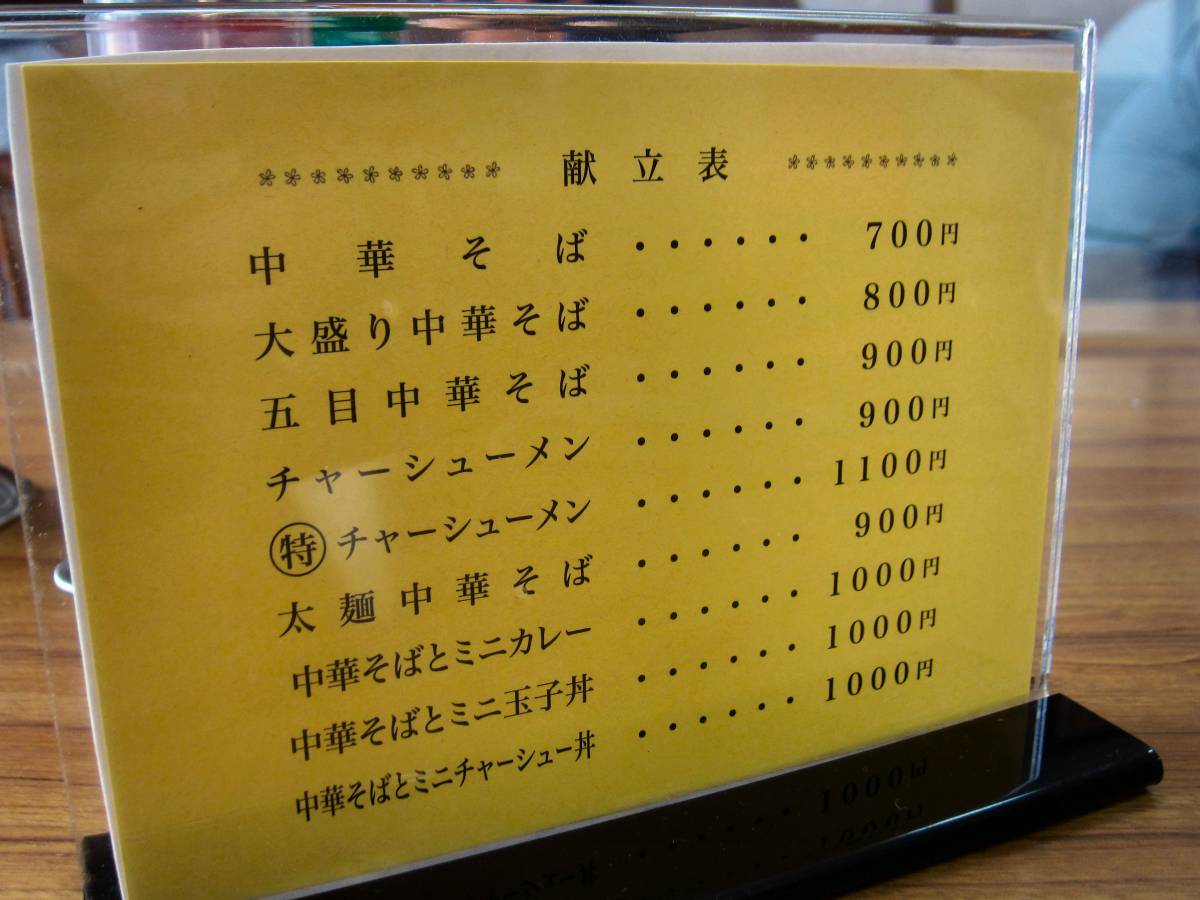 **********　献立表　**********
中華そば・・・・・・700円
大盛り中華そば・・・・・・800円
五目中華そば・・・・・・900円
チャーシューメン・・・・・・900円
㊕チャーシューメン・・・・・・1100円
太麺中華そば・・・・・・900円
中華そばとミニカレー・・・・・・1000円
中華そばとミニ玉子丼・・・・・・1000円
中華そばとミニチャーシュー丼・・・・・・1000円